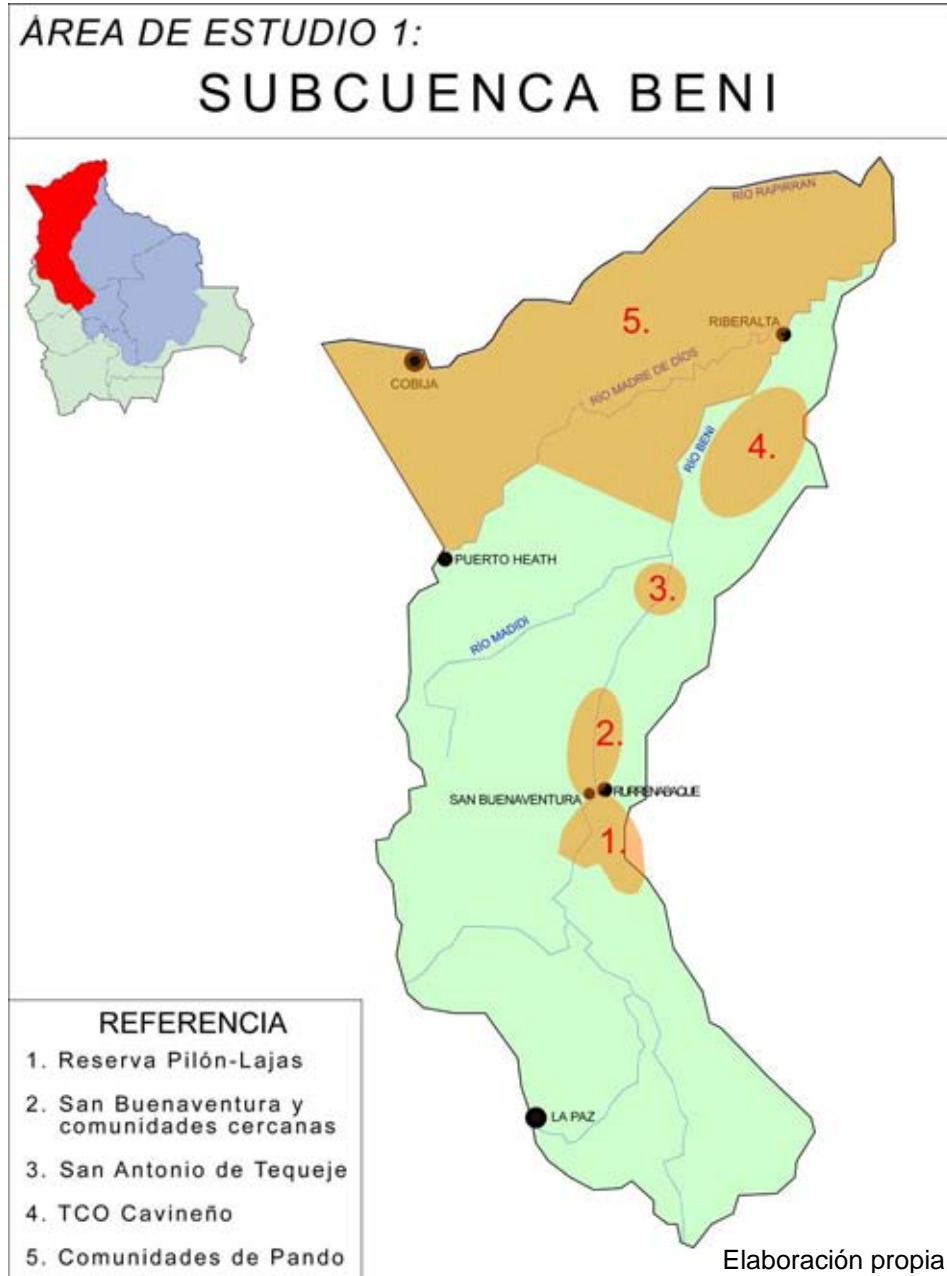 ÁREA DE ESTUDIO 1:
SUBCUENCA BENI
RÍO RAPIRRAN
5.
RIBERALTA
COBIJA
RÍO MADRE DE DÍOS
RÍO BENI
4.
PUERTO HEATH
3.
RÍO MADIDI
2.
SAN BUENAVENTURA
RURRENABAQUE
1.
LA PAZ
REFERENCIA
1. Reserva Pilón-Lajas
2. San Buenaventura y
comunidades cercanas
3. San Antonio de Tequeje
4. TCO Cavineño
5. Comunidades de Pando
Elaboración propia